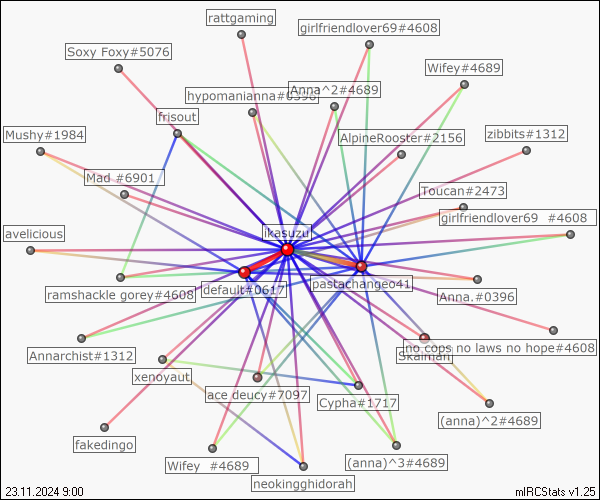 rattgaming
girlfriendlover69#4608
Soxy Foxy#5076
Wifey#4689
Anna^2#4689
hypomanianna#0396
frisout
Mushy#1984
AlpineRooster#2156
zibbits#1312
Mad #6901
Toucan#2473
girlfriendlover69 #4608
avelicious
ikasuzu
default#0617
pastachangeo41
ramshackle gorey#4608
Anna.#0396
Annarchist#1312
no cops no laws no hope#4608
Skaiman
xenoyaut
ace deucy#7097
Cypha#1717
(anna)^2#4689
fakedingo
Wifey #4689
(anna)^3#4689
neokingghidorah
23.11.2024 9:00
mIRCStats v1.25